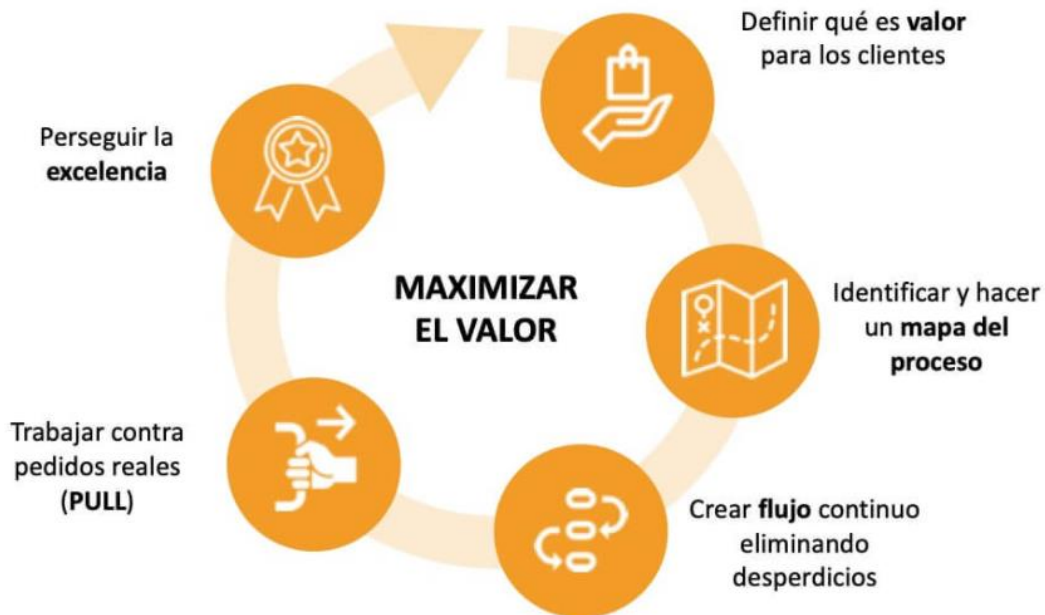 Definir qué es valor
para los clientes
Identificar y hacer
un mapa del
proceso
Crear flujo continuo
eliminando
desperdicios
Trabajar contra
pedidos reales
(PULL)
Perseguir la
excelencia
MAXIMIZAR
EL VALOR